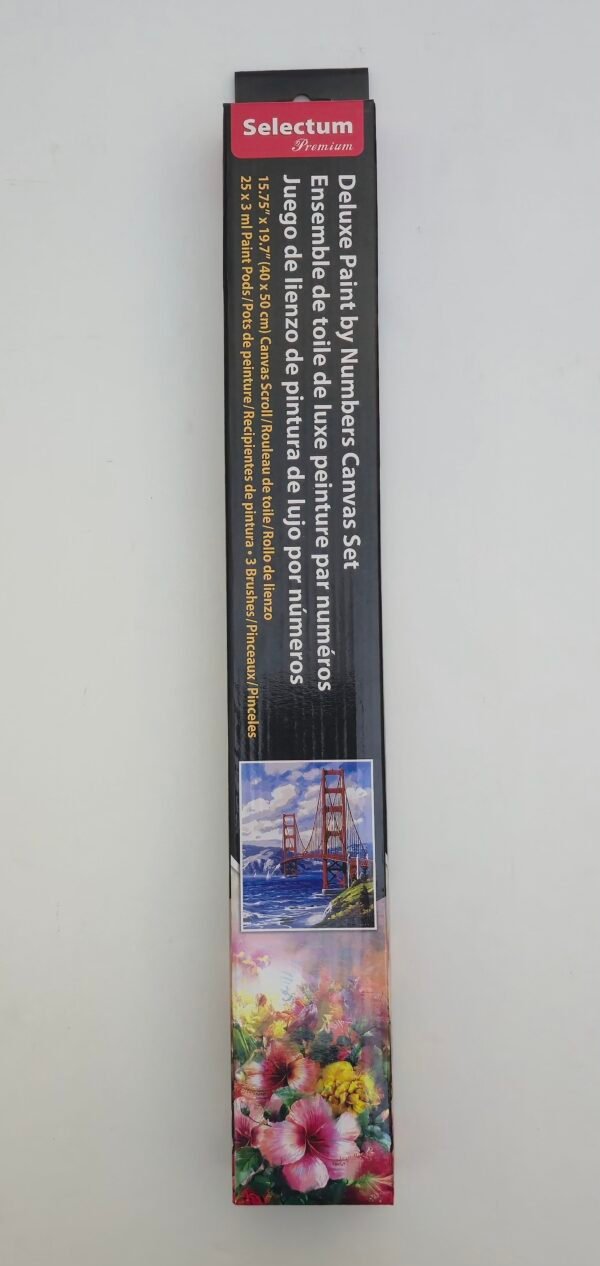 Selectum
Premium
Deluxe Paint by Numbers Canvas Set
Ensemble de toile de luxe peinture par numéros
Juego de lienzo de pintura de lujo por números
15.75" x 19.7" (40 x 50 cm) Canvas Scroll/Rouleau de toile/Rollo de lienzo
25 x 3 ml Paint Pods/Pots de peinture/Recipientes de pintura • 3 Brushes/Pinceaux/Pinceles